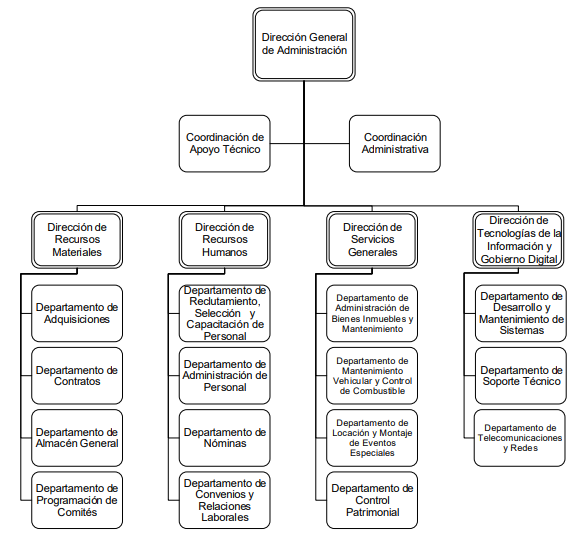 Dirección General
de Administración
Coordinación de
Apoyo Técnico
Coordinación
Administrativa
Dirección de
Recursos
Materiales
Dirección de
Recursos
Humanos
Dirección de
Servicios
Generales
Dirección de
Tecnologías de la
Información y
Gobierno Digital
Departamento de
Adquisiciones
Departamento de
Reclutamiento,
Selección y
Capacitación de
Personal
Departamento de
Administración de
Bienes Inmuebles y
Mantenimiento
Departamento de
Desarrollo y
Mantenimiento de
Sistemas
Departamento de
Contratos
Departamento de
Administración de
Personal
Departamento de
Mantenimiento
Vehicular y Control
de Combustible
Departamento de
Soporte Técnico
Departamento de
Almacén General
Departamento de
Nóminas
Departamento de
Locación y Montaje
de Eventos
Especiales
Departamento de
Telecomunicaciones
y Redes
Departamento de
Programación de
Comités
Departamento de
Convenios y
Relaciones
Laborales
Departamento de
Control
Patrimonial